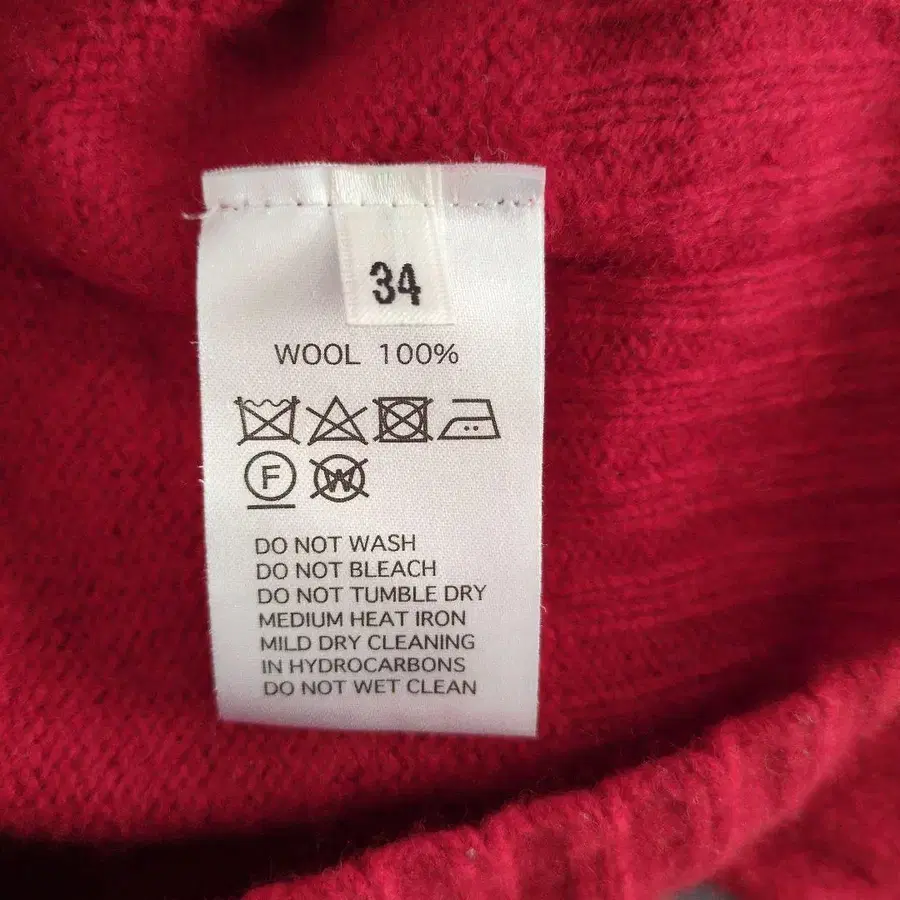 34
WOOL 100%
F W
DO NOT WASH
DO NOT BLEACH
DO NOT TUMBLE DRY
MEDIUM HEAT IRON
MILD DRY CLEANING
IN HYDROCARBONS
DO NOT WET CLEAN